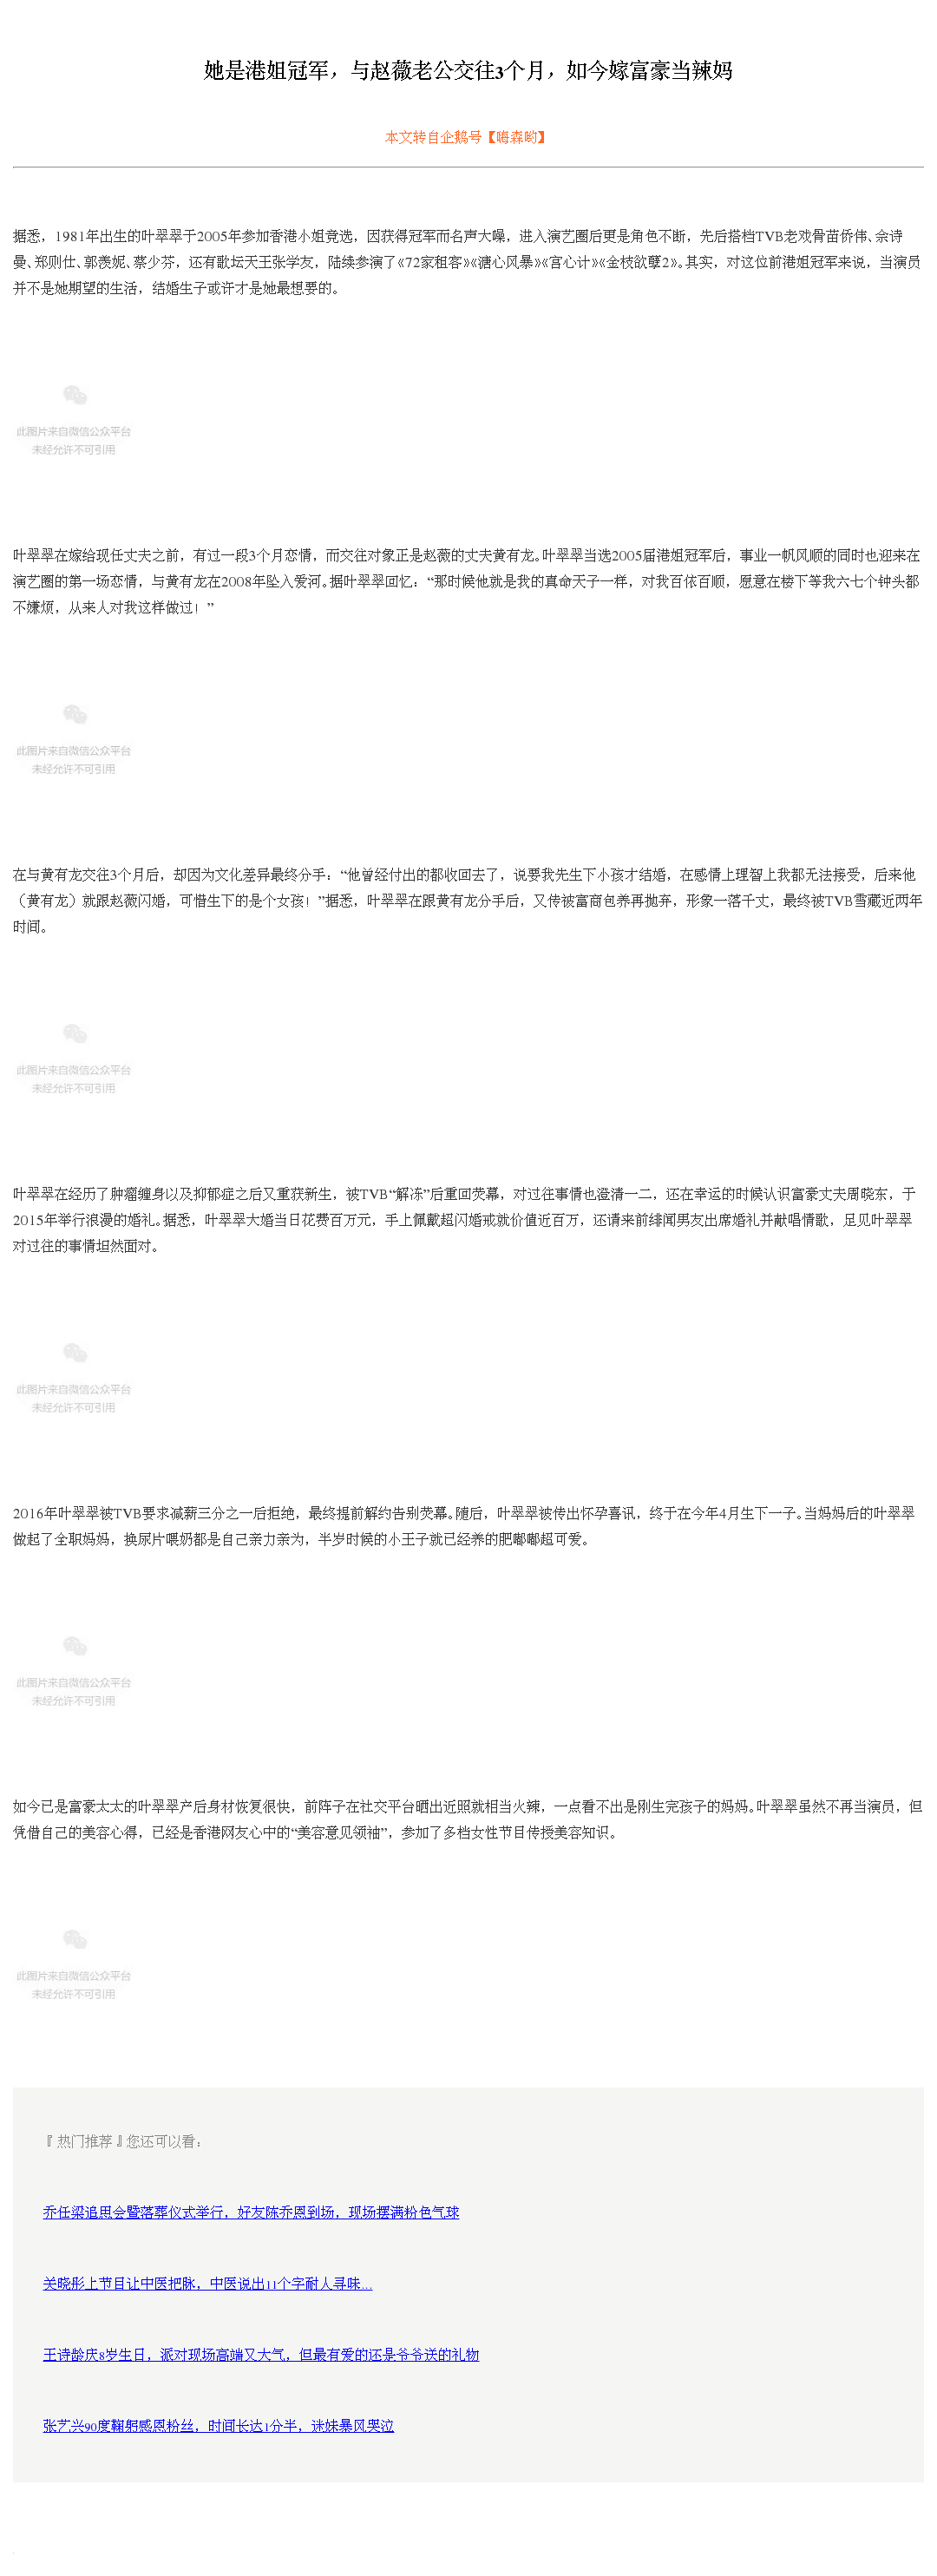 她是港姐冠军，与赵薇老公交往3个月，如今嫁富豪当辣妈
本文转自企鹅号【嗨森哟】
据悉，1981年出生的叶翠翠于2005年参加香港小姐竞选，因获得冠军而名声大噪，进入演艺圈后更是角色不断，先后搭档TVB老戏骨苗侨伟、佘诗
曼、郑则仕、郭羡妮、蔡少芬，还有歌坛天王张学友，陆续参演了《72家租客》《溏心风暴》《宫心计》《金枝欲孽2》。其实，对这位前港姐冠军来说，当演员
并不是她期望的生活，结婚生子或许才是她最想要的。
此图片来自微信公众平台
未经允许不可引用
叶翠翠在嫁给现任丈夫之前，有过一段3个月恋情，而交往对象正是赵薇的丈夫黄有龙。叶翠翠当选2005届港姐冠军后，事业一帆风顺的同时也迎来在
演艺圈的第一场恋情，与黄有龙在2008年坠入爱河。据叶翠翠回忆：“那时候他就是我的真命天子一样，对我百依百顺，愿意在楼下等我六七个钟头都
不嫌烦，从来人对我这样做过！”
此图片来自微信公众平台
未经允许不可引用
在与黄有龙交往3个月后，却因为文化差异最终分手：“他曾经付出的都收回去了，说要我先生下小孩才结婚，在感情上理智上我都无法接受，后来他
（黄有龙）就跟赵薇闪婚，可惜生下的是个女孩！”据悉，叶翠翠在跟黄有龙分手后，又传被富商包养再抛弃，形象一落千丈，最终被TVB雪藏近两年
时间。
此图片来自微信公众平台
未经允许不可引用
叶翠翠在经历了肿瘤缠身以及抑郁症之后又重获新生，被TVB“解冻”后重回荧幕，对过往事情也澄清一二，还在幸运的时候认识富豪丈夫周晓东，于
2015年举行浪漫的婚礼。据悉，叶翠翠大婚当日花费百万元，手上佩戴超闪婚戒就价值近百万，还请来前绯闻男友出席婚礼并献唱情歌，足见叶翠翠
对过往的事情坦然面对。
此图片来自微信公众平台
未经允许不可引用
2016年叶翠翠被TVB要求减薪三分之一后拒绝，最终提前解约告别荧幕。随后，叶翠翠被传出怀孕喜讯，终于在今年4月生下一子。当妈妈后的叶翠翠
做起了全职妈妈，换尿片喂奶都是自己亲力亲为，半岁时候的小王子就已经养的肥嘟嘟超可爱。
此图片来自微信公众平台
未经允许不可引用
如今已是富豪太太的叶翠翠产后身材恢复很快，前阵子在社交平台晒出近照就相当火辣，一点看不出是刚生完孩子的妈妈。叶翠翠虽然不再当演员，但
凭借自己的美容心得，已经是香港网友心中的“美容意见领袖”，参加了多档女性节目传授美容知识。
此图片来自微信公众平台
未经允许不可引用
『热门推荐』您还可以看：
乔任梁追思会暨落葬仪式举行，好友陈乔恩到场，现场摆满粉色气球
关晓彤上节目让中医把脉，中医说出11个字耐人寻味...
王诗龄庆8岁生日，派对现场高端又大气，但最有爱的还是爷爷送的礼物
张艺兴90度鞠躬感恩粉丝，时间长达1分半，迷妹暴风哭泣